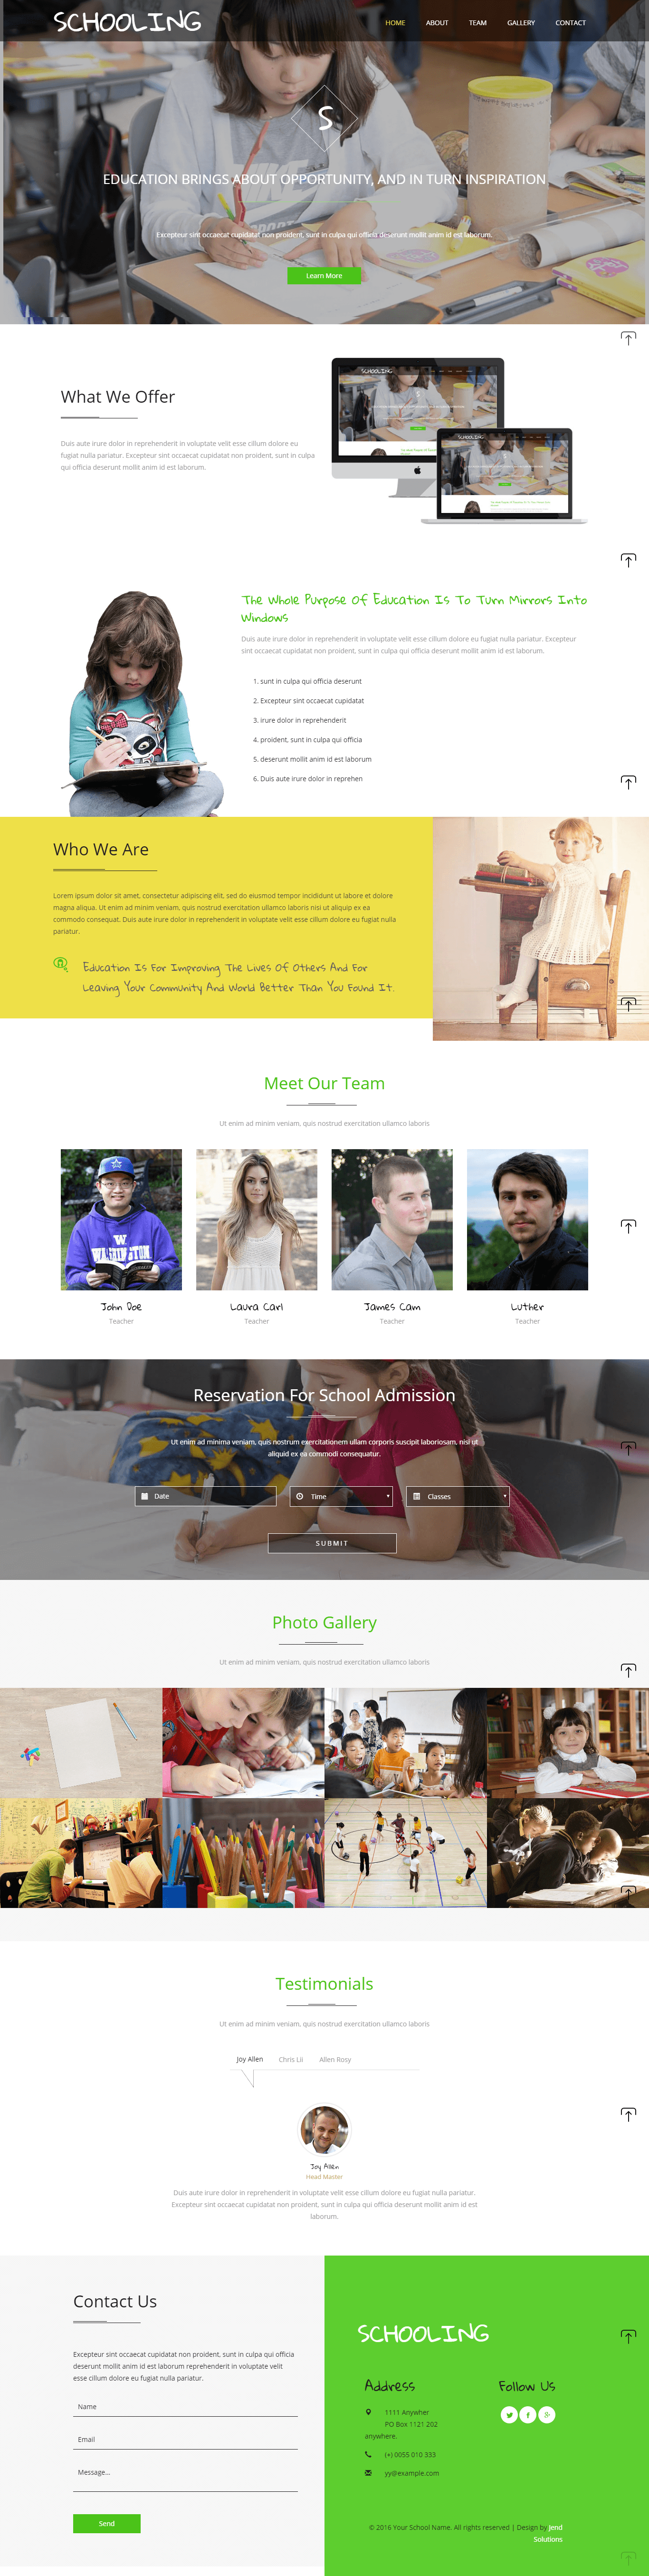 SCHOOLING
HOME ABOUT TEAM GALLERY CONTACT
S
EDUCATION BRINGS ABOUT OPPORTUNITY, AND IN TURN INSPIRATION
Excepteur sint occaecat cupidatat non proident, sunt in culpa qui officia deserunt mollit anim id est laborum.
Learn More
What We Offer
Duis aute irure dolor in reprehenderit in voluptate velit esse cillum dolore eu
fugiat nulla pariatur. Excepteur sint occaecat cupidatat non proident, sunt in culpa
qui officia deserunt mollit anim id est laborum.
SCHOOLING
SCHOOLING
The Whole Purpose Of Education Is To Turn Mirrors Into
Windows
Duis aute irure dolor in reprehenderit in voluptate velit esse cillum dolore eu fugiat nulla pariatur. Excepteur
sint occaecat cupidatat non proident, sunt in culpa qui officia deserunt mollit anim id est laborum.
1. sunt in culpa qui officia deserunt
2. Excepteur sint occaecat cupidatat
3. irure dolor in reprehenderit
4. proident, sunt in culpa qui officia
5. deserunt mollit anim id est laborum
6. Duis aute irure dolor in reprehen
Who We Are
Lorem ipsum dolor sit amet, consectetur adipiscing elit, sed do eiusmod tempor incididunt ut labore et dolore
magna aliqua. Ut enim ad minim veniam, quis nostrud exercitation ullamco laboris nisi ut aliquip ex ea
commodo consequat. Duis aute irure dolor in reprehenderit in voluptate velit esse cillum dolore eu fugiat nulla
pariatur.
Education Is For Improving The Lives Of Others And For
Leaving Your Community And World Better Than You Found It.
Meet Our Team
Ut enim ad minim veniam, quis nostrud exercitation ullamco laboris
W
WASHINGTON
John Doe
Teacher
Laura Carl
Teacher
James Cam
Teacher
Luther
Teacher
Reservation For School Admission
Ut enim ad minima veniam, quis nostrum exercitationem ullam corporis suscipit laboriosam, nisi ut
aliquid ex ea commodi consequatur.
Date
Time
Classes
SUBMIT
Photo Gallery
Ut enim ad minim veniam, quis nostrud exercitation ullamco laboris
Testimonials
Ut enim ad minim veniam, quis nostrud exercitation ullamco laboris
Joy Allen Chris Lii Allen Rosy
Joy Allen
Head Master
Duis aute irure dolor in reprehenderit in voluptate velit esse cillum dolore eu fugiat nulla pariatur.
Excepteur sint occaecat cupidatat non proident, sunt in culpa qui officia deserunt mollit anim id est
laborum.
Contact Us
Excepteur sint occaecat cupidatat non proident, sunt in culpa qui officia
deserunt mollit anim id est laborum reprehenderit in voluptate velit
esse cillum dolore eu fugiat nulla pariatur.
Name
Email
Message...
Send
SCHOOLING
Address
1111 Anywher
PO Box 1121 202
anywhere.
(+) 0055 010 333
yy@example.com
Follow Us
© 2016 Your School Name. All rights reserved | Design by Jend
Solutions